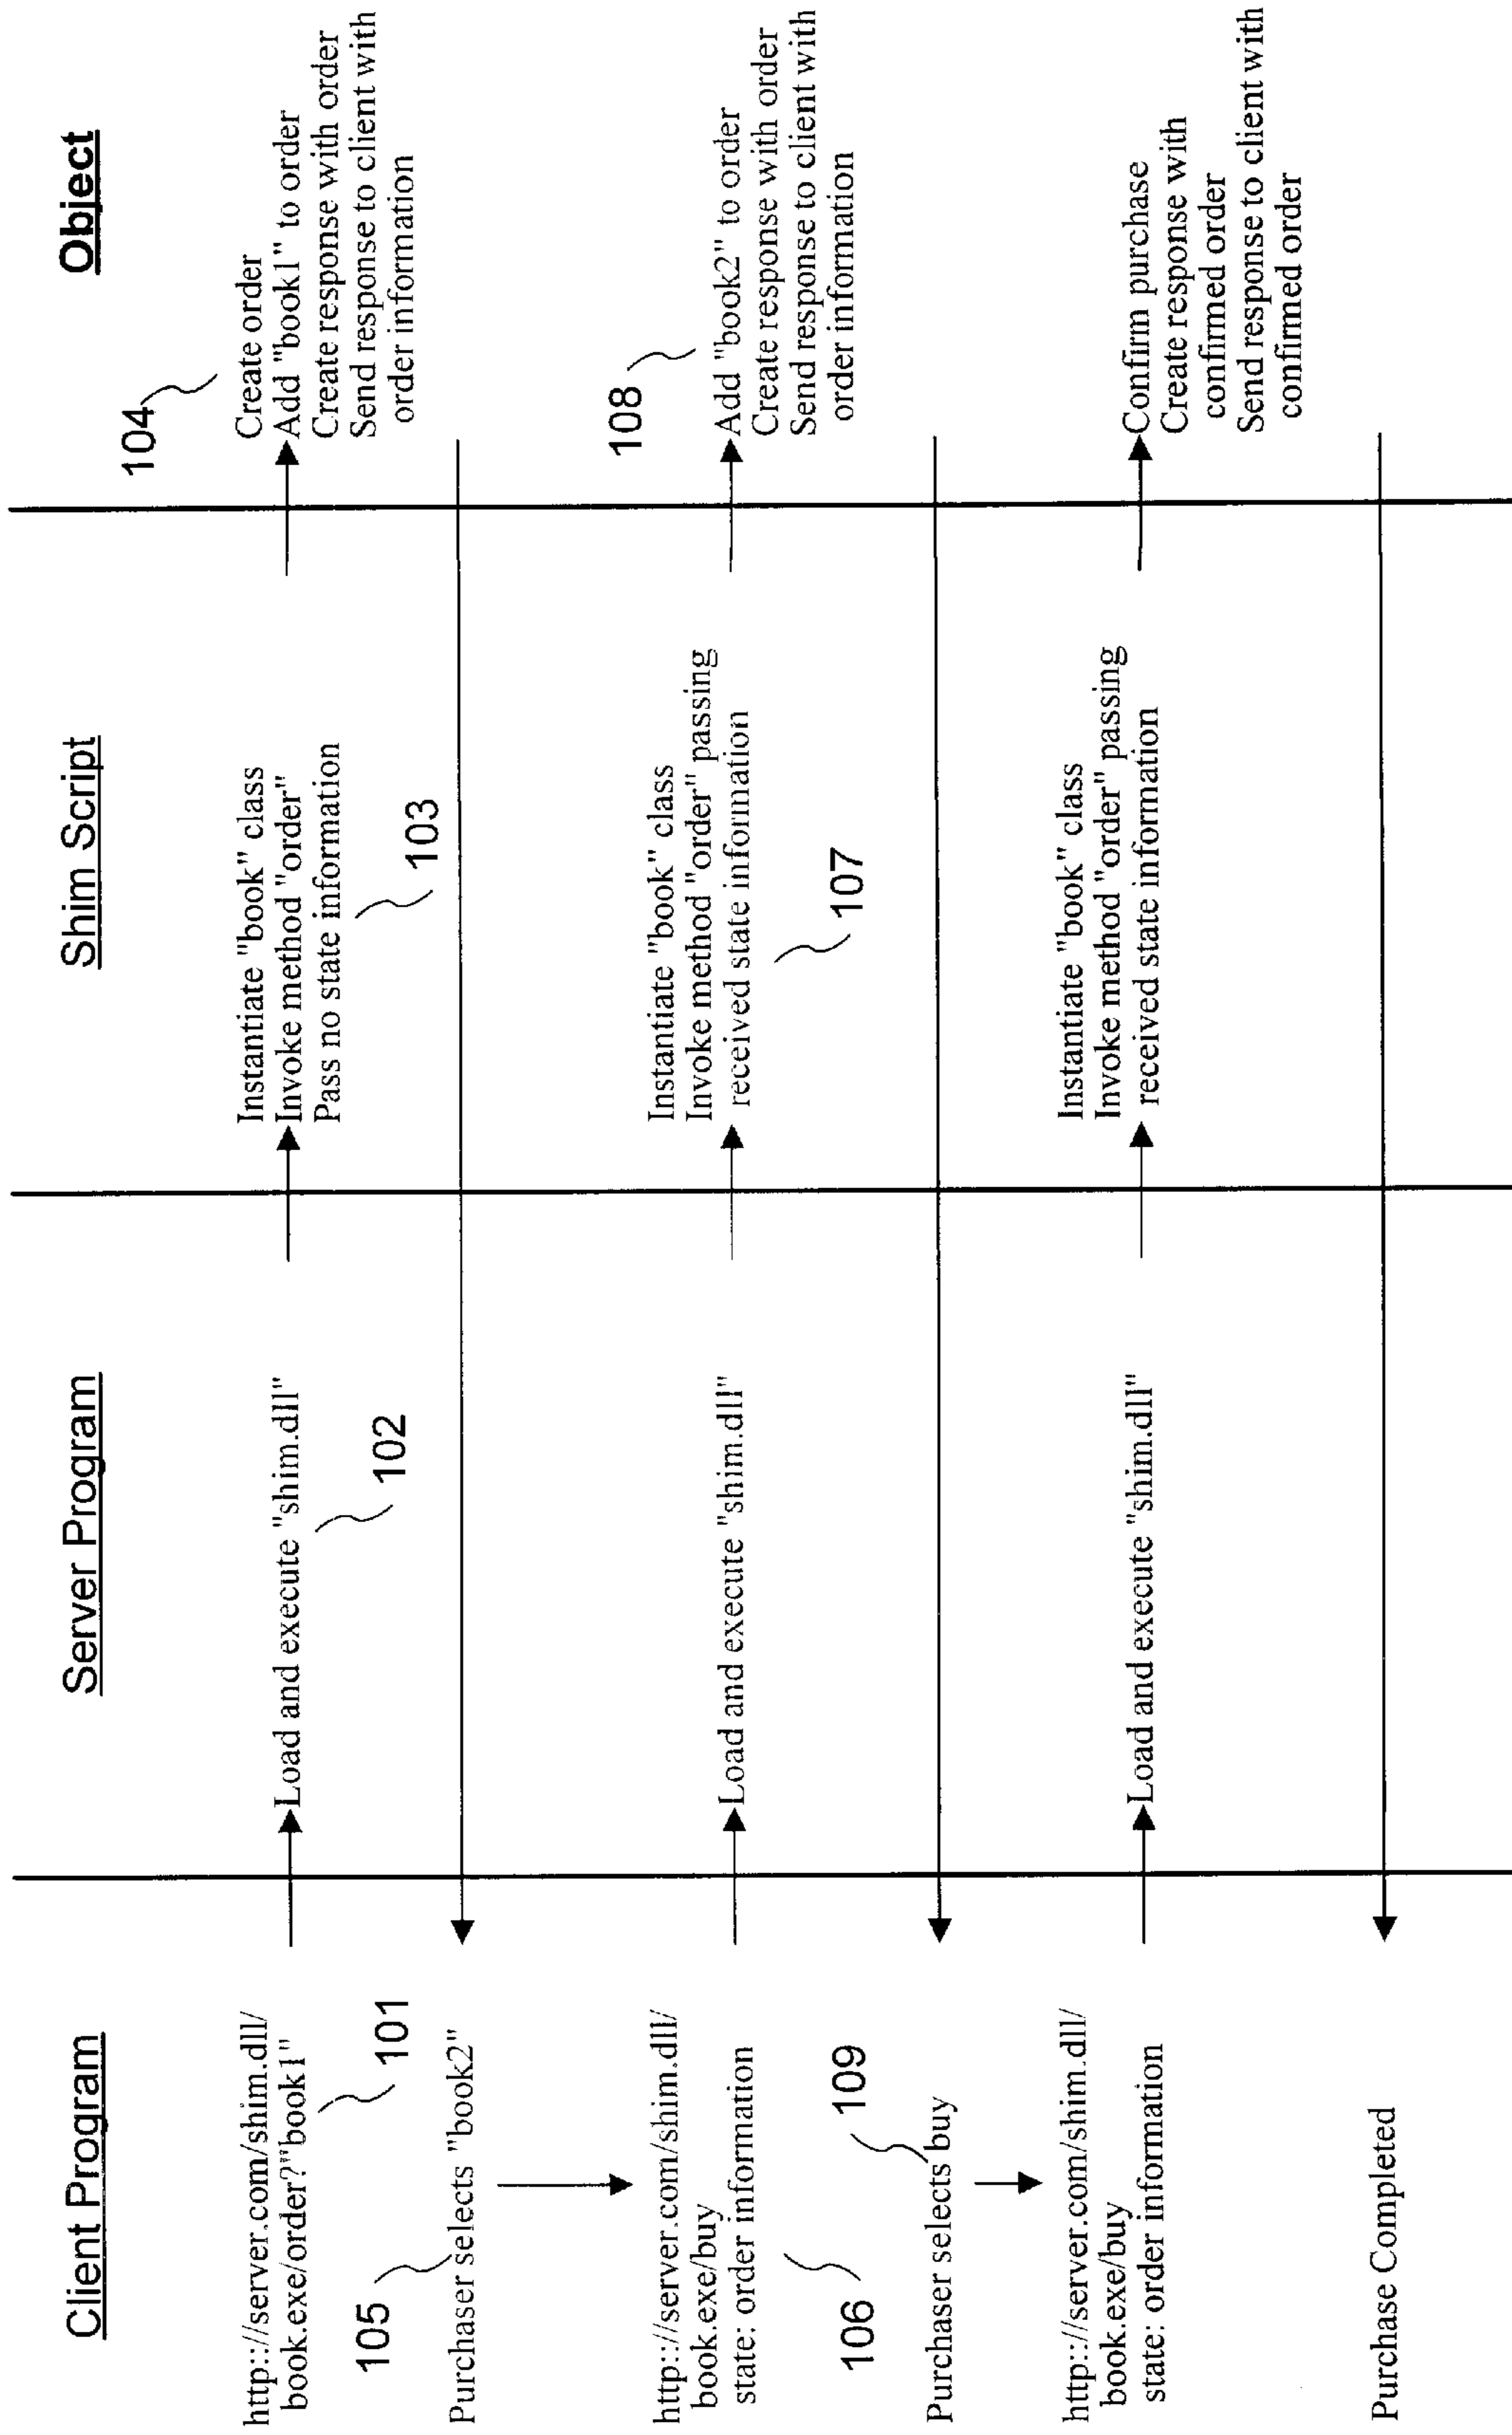 Client Program
Server Program
Shim Script
Object
http:://server.com/shim.dll/
book.exe/order?"book1"
101
Load and execute "shim.dll"
102
Instantiate "book" class
Invoke method "order"
Pass no state information
103
104
Create order
Add "book1" to order
Create response with order
Send response to client with
order information
105
Purchaser selects "book2"
http:://server.com/shim.dll/
book.exe/buy
state: order information
106
Load and execute "shim.dll"
Instantiate "book" class
Invoke method "order" passing
received state information
107
108
Add "book2" to order
Create response with order
Send response to client with
order information
109
Purchaser selects buy
http:://server.com/shim.dll/
book.exe/buy
state: order information
Load and execute "shim.dll"
Instantiate "book" class
Invoke method "order" passing
received state information
Confirm purchase
Create response with
confirmed order
Send response to client with
confirmed order
Purchase Completed